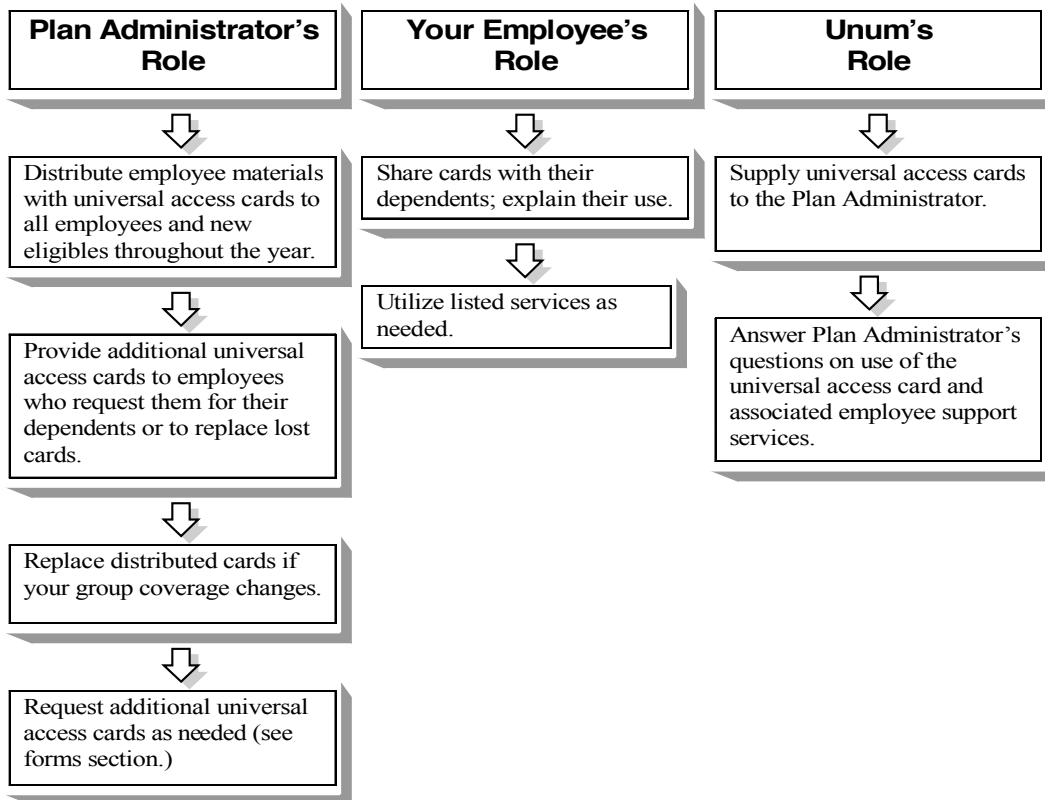 Plan Administrator's
Role
Distribute employee materials
with universal access cards to
all employees and new
eligibles throughout the year.
Provide additional universal
access cards to employees
who request them for their
dependents or to replace lost
cards.
Replace distributed cards if
your group coverage changes.
Request additional universal
access cards as needed (see
forms section.)
Your Employee's
Role
Share cards with their
dependents; explain their use.
Utilize listed services as
needed.
Unum's
Role
Supply universal access cards
to the Plan Administrator.
Answer Plan Administrator's
questions on use of the
universal access card and
associated employee support
services.